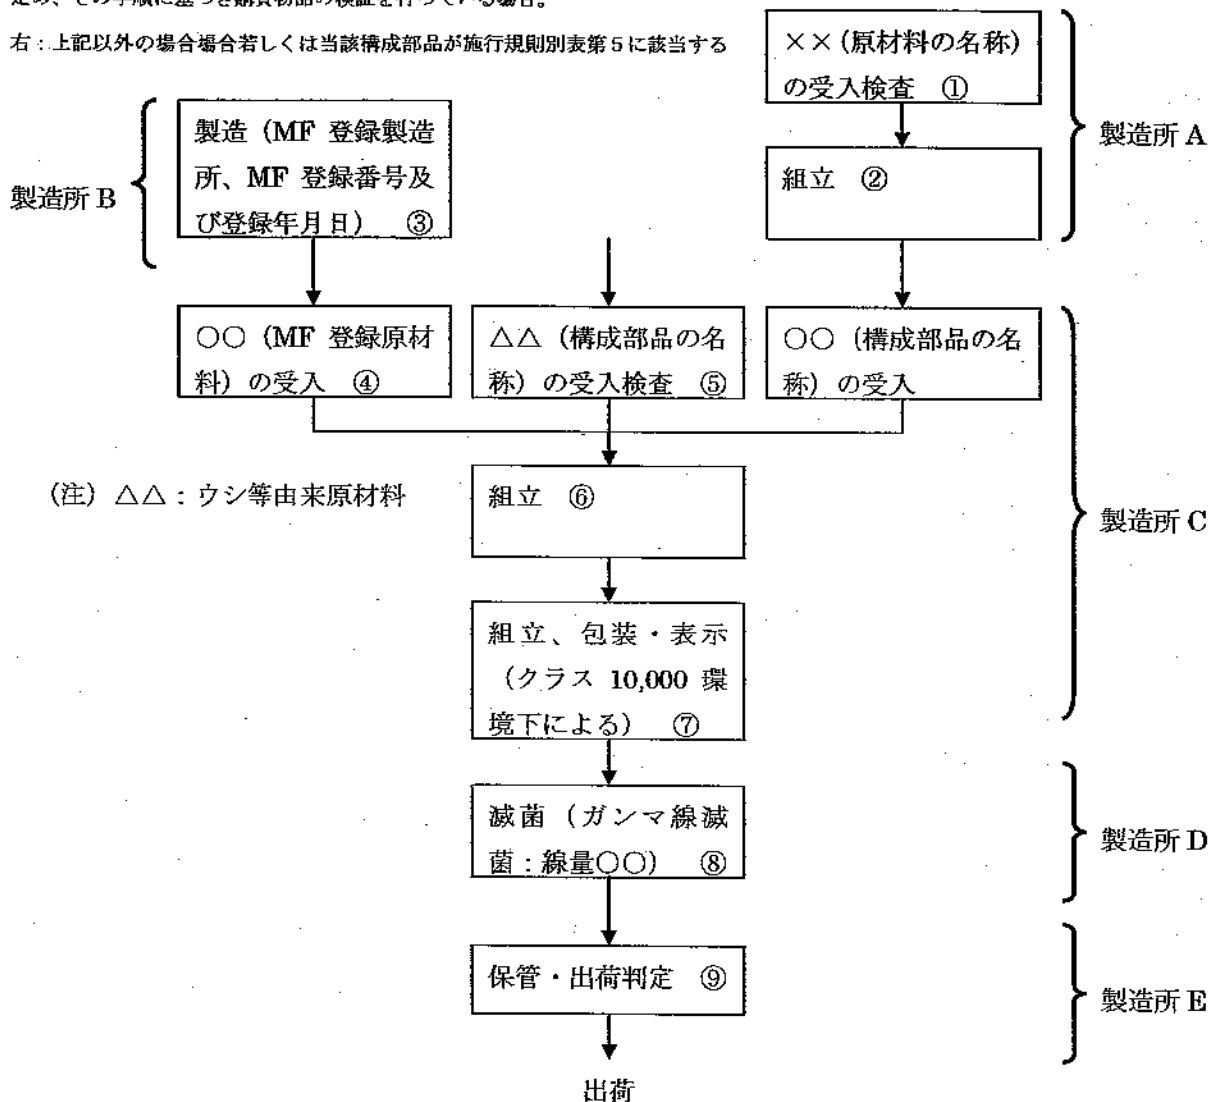 定め、その手順に基づき購買物品の検証を行っている場合。
右：上記以外の場合場合若しくは当該構成部品が施行規則別表第５に該当する
××(原材料の名称)
の受入検査 ①
製造所 A
組立 ②
製造（MF 登録製造
所、MF 登録番号及
び登録年月日） ③
製造所 B
○○（MF 登録原材
料）の受入 ④
△△（構成部品の名
称）の受入検査 ⑤
○○（構成部品の名
称）の受入
（注）△△：ウシ等由来原材料
組立 ⑥
製造所 C
組立、包装・表示
（クラス 10,000 環
境下による） ⑦
滅菌（ガンマ線滅
菌：線量○○） ⑧
製造所 D
保管・出荷判定 ⑨
製造所 E
出荷